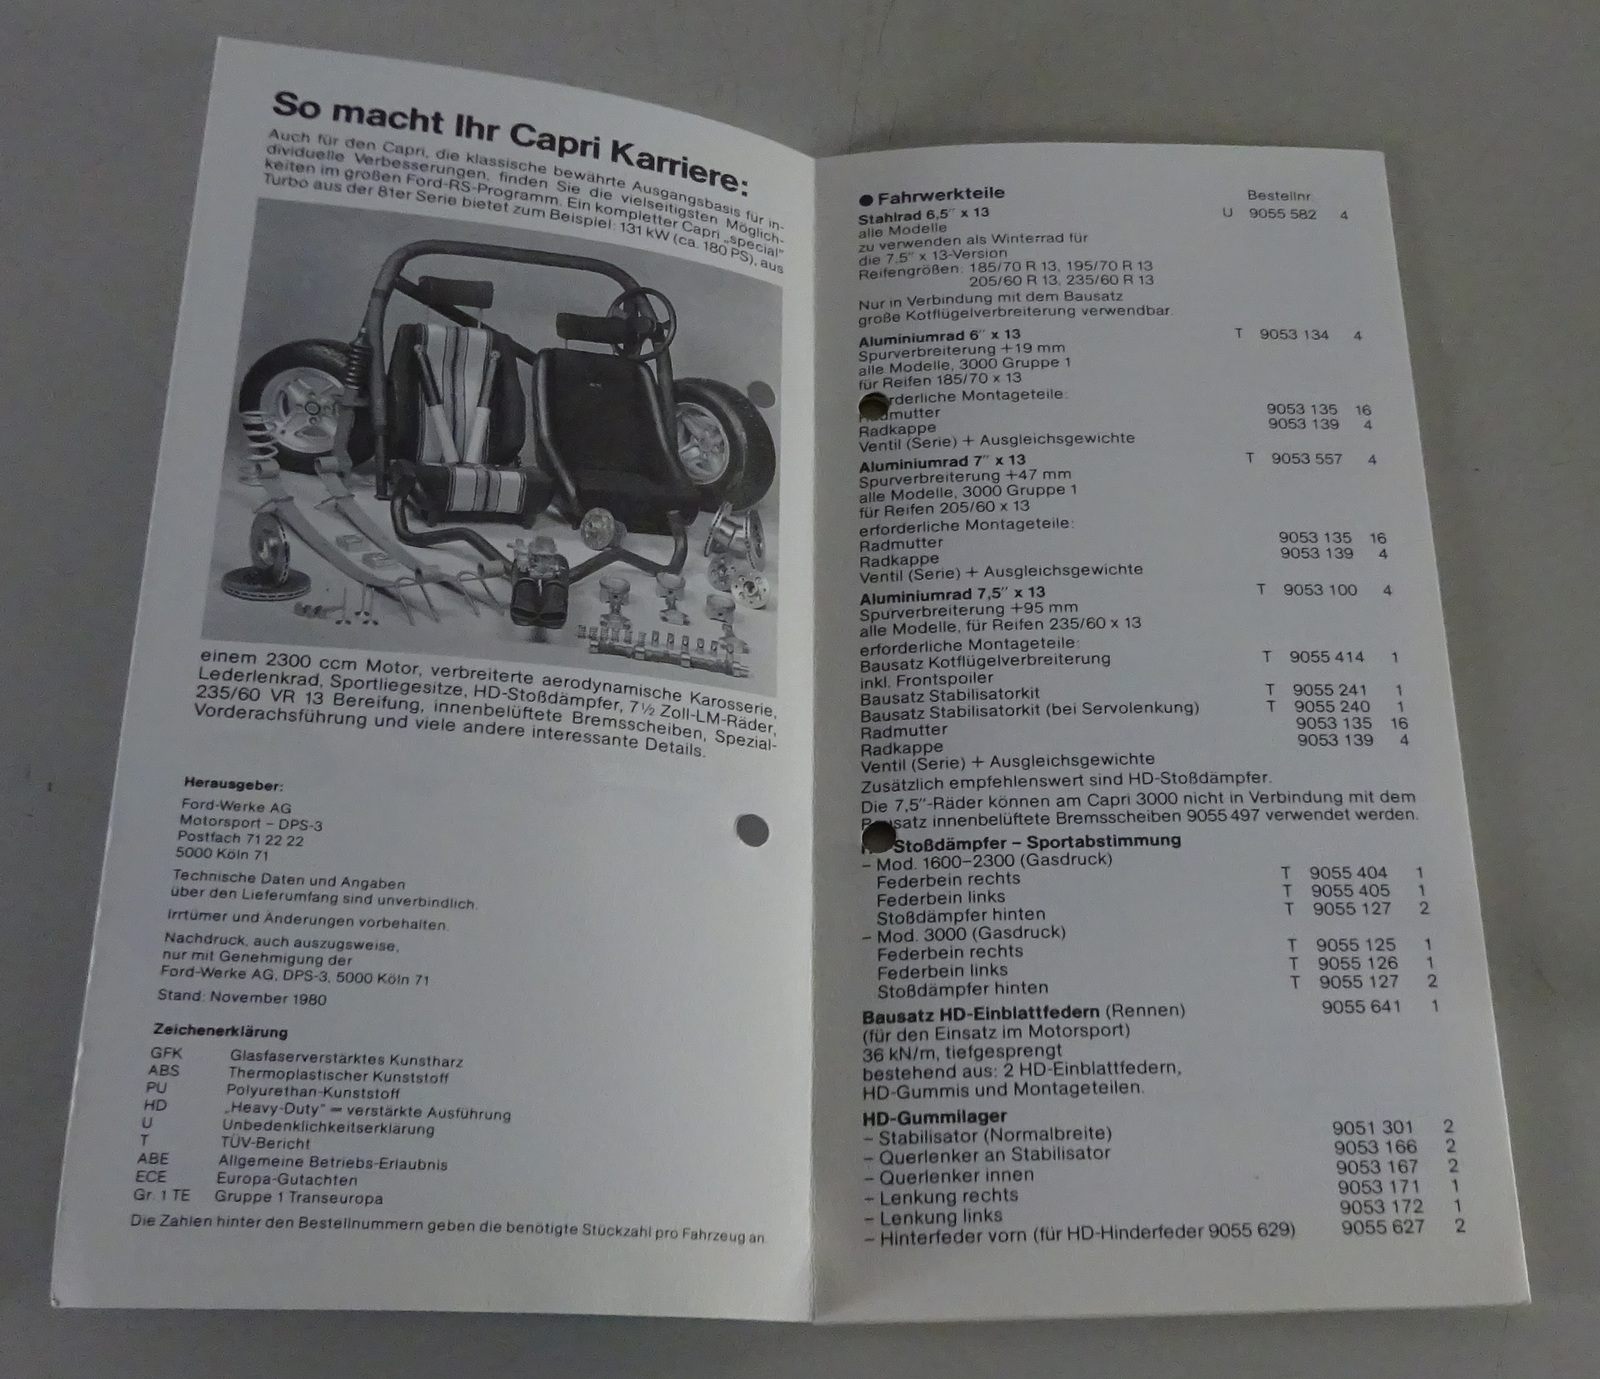 So macht Ihr Capri Karriere:
Auch für den Capri, die klassische bewährte Ausgangsbasis für in-
dividuelle Verbesserungen, finden Sie die vielseitigsten Möglich-
keiten im großen Ford-RS-Programm. Ein kompletter Capri „special“
Turbo aus der 81er Serie bietet zum Beispiel: 131 kW (ca. 180 PS), aus
einem 2300 ccm Motor, verbreiterte aerodynamische Karosserie,
Lederlenkrad, Sportliegesitze, HD-Stoßdämpfer, 7½ Zoll-LM-Räder,
235/60 VR 13 Bereifung, innenbelüftete Bremsscheiben, Spezial-
Vorderachsführung und viele andere interessante Details.
Herausgeber:
Ford-Werke AG
Motorsport – DPS-3
Postfach 71 22 22
5000 Köln 71
Technische Daten und Angaben
über den Lieferumfang sind unverbindlich.
Irrtümer und Änderungen vorbehalten.
Nachdruck, auch auszugsweise,
nur mit Genehmigung der
Ford-Werke AG, DPS-3, 5000 Köln 71
Stand: November 1980
Zeichenerklärung
GFK Glasfaserverstärktes Kunstharz
ABS Thermoplastischer Kunststoff
PU Polyurethan-Kunststoff
HD „Heavy-Duty“ = verstärkte Ausführung
U Unbedenklichkeitserklärung
T TÜV-Bericht
ABE Allgemeine Betriebs-Erlaubnis
ECE Europa-Gutachten
Gr. 1 TE Gruppe 1 Transeuropa
Die Zahlen hinter den Bestellnummern geben die benötigte Stückzahl pro Fahrzeug an.
● Fahrwerkteile Bestellnr.
Stahlrad 6,5″ x 13 U 9055 582 4
alle Modelle
zu verwenden als Winterrad für
die 7,5″ x 13-Version
Reifengrößen: 185/70 R 13, 195/70 R 13
205/60 R 13, 235/60 R 13
Nur in Verbindung mit dem Bausatz
große Kotflügelverbreiterung verwendbar.
Aluminiumrad 6″ x 13 T 9053 134 4
Spurverbreiterung +19 mm
alle Modelle, 3000 Gruppe 1
für Reifen 185/70 x 13
rderliche Montageteile:
mutter 9053 135 16
Radkappe 9053 139 4
Ventil (Serie) + Ausgleichsgewichte
Aluminiumrad 7″ x 13 T 9053 557 4
Spurverbreiterung +47 mm
alle Modelle, 3000 Gruppe 1
für Reifen 205/60 x 13
erforderliche Montageteile:
Radmutter 9053 135 16
Radkappe 9053 139 4
Ventil (Serie) + Ausgleichsgewichte
Aluminiumrad 7,5″ x 13 T 9053 100 4
Spurverbreiterung +95 mm
alle Modelle, für Reifen 235/60 x 13
erforderliche Montageteile:
Bausatz Kotflügelverbreiterung T 9055 414 1
inkl. Frontspoiler
Bausatz Stabilisatorkit T 9055 241 1
Bausatz Stabilisatorkit (bei Servolenkung) T 9055 240 1
Radmutter 9053 135 16
Radkappe 9053 139 4
Ventil (Serie) + Ausgleichsgewichte
Zusätzlich empfehlenswert sind HD-Stoßdämpfer.
Die 7,5″-Räder können am Capri 3000 nicht in Verbindung mit dem
satz innenbelüftete Bremsscheiben 9055 497 verwendet werden.
Stoßdämpfer – Sportabstimmung
– Mod. 1600–2300 (Gasdruck)
Federbein rechts T 9055 404 1
Federbein links T 9055 405 1
Stoßdämpfer hinten T 9055 127 2
– Mod. 3000 (Gasdruck)
Federbein rechts T 9055 125 1
Federbein links T 9055 126 1
Stoßdämpfer hinten T 9055 127 2
Bausatz HD-Einblattfedern (Rennen) 9055 641 1
(für den Einsatz im Motorsport)
36 kN/m, tiefgesprengt
bestehend aus: 2 HD-Einblattfedern,
HD-Gummis und Montageteilen.
HD-Gummilager
– Stabilisator (Normalbreite) 9051 301 2
– Querlenker an Stabilisator 9053 166 2
– Querlenker innen 9053 167 2
– Lenkung rechts 9053 171 1
– Lenkung links 9053 172 1
– Hinterfeder vorn (für HD-Hinderfeder 9055 629) 9055 627 2